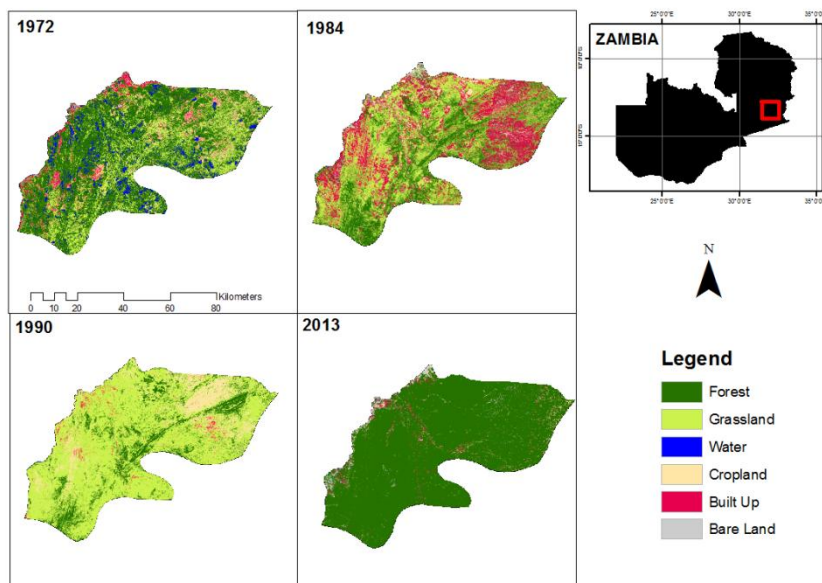 1972
1984
ZAMBIA
25°0'0"E
30°0'0"E
35°0'0"E
25°0'0"E
30°0'0"E
35°0'0"E
Kilometers
0 10 20 40 60 80
N
1990
2013
Legend
Forest
Grassland
Water
Cropland
Built Up
Bare Land